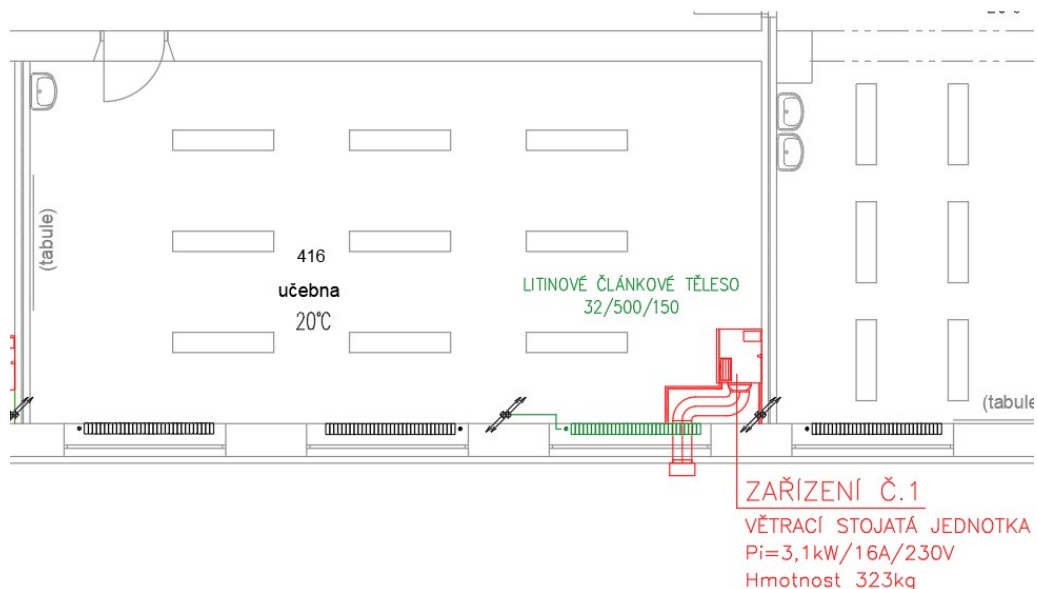 (tabule)
416
učebna
20°C
LITINOVÉ ČLÁNKOVÉ TĚLESO
32/500/150
(tabule
ZAŘÍZENÍ Č.1
VĚTRACÍ STOJATÁ JEDNOTKA
Pi=3,1kW/16A/230V
Hmotnost 323kg